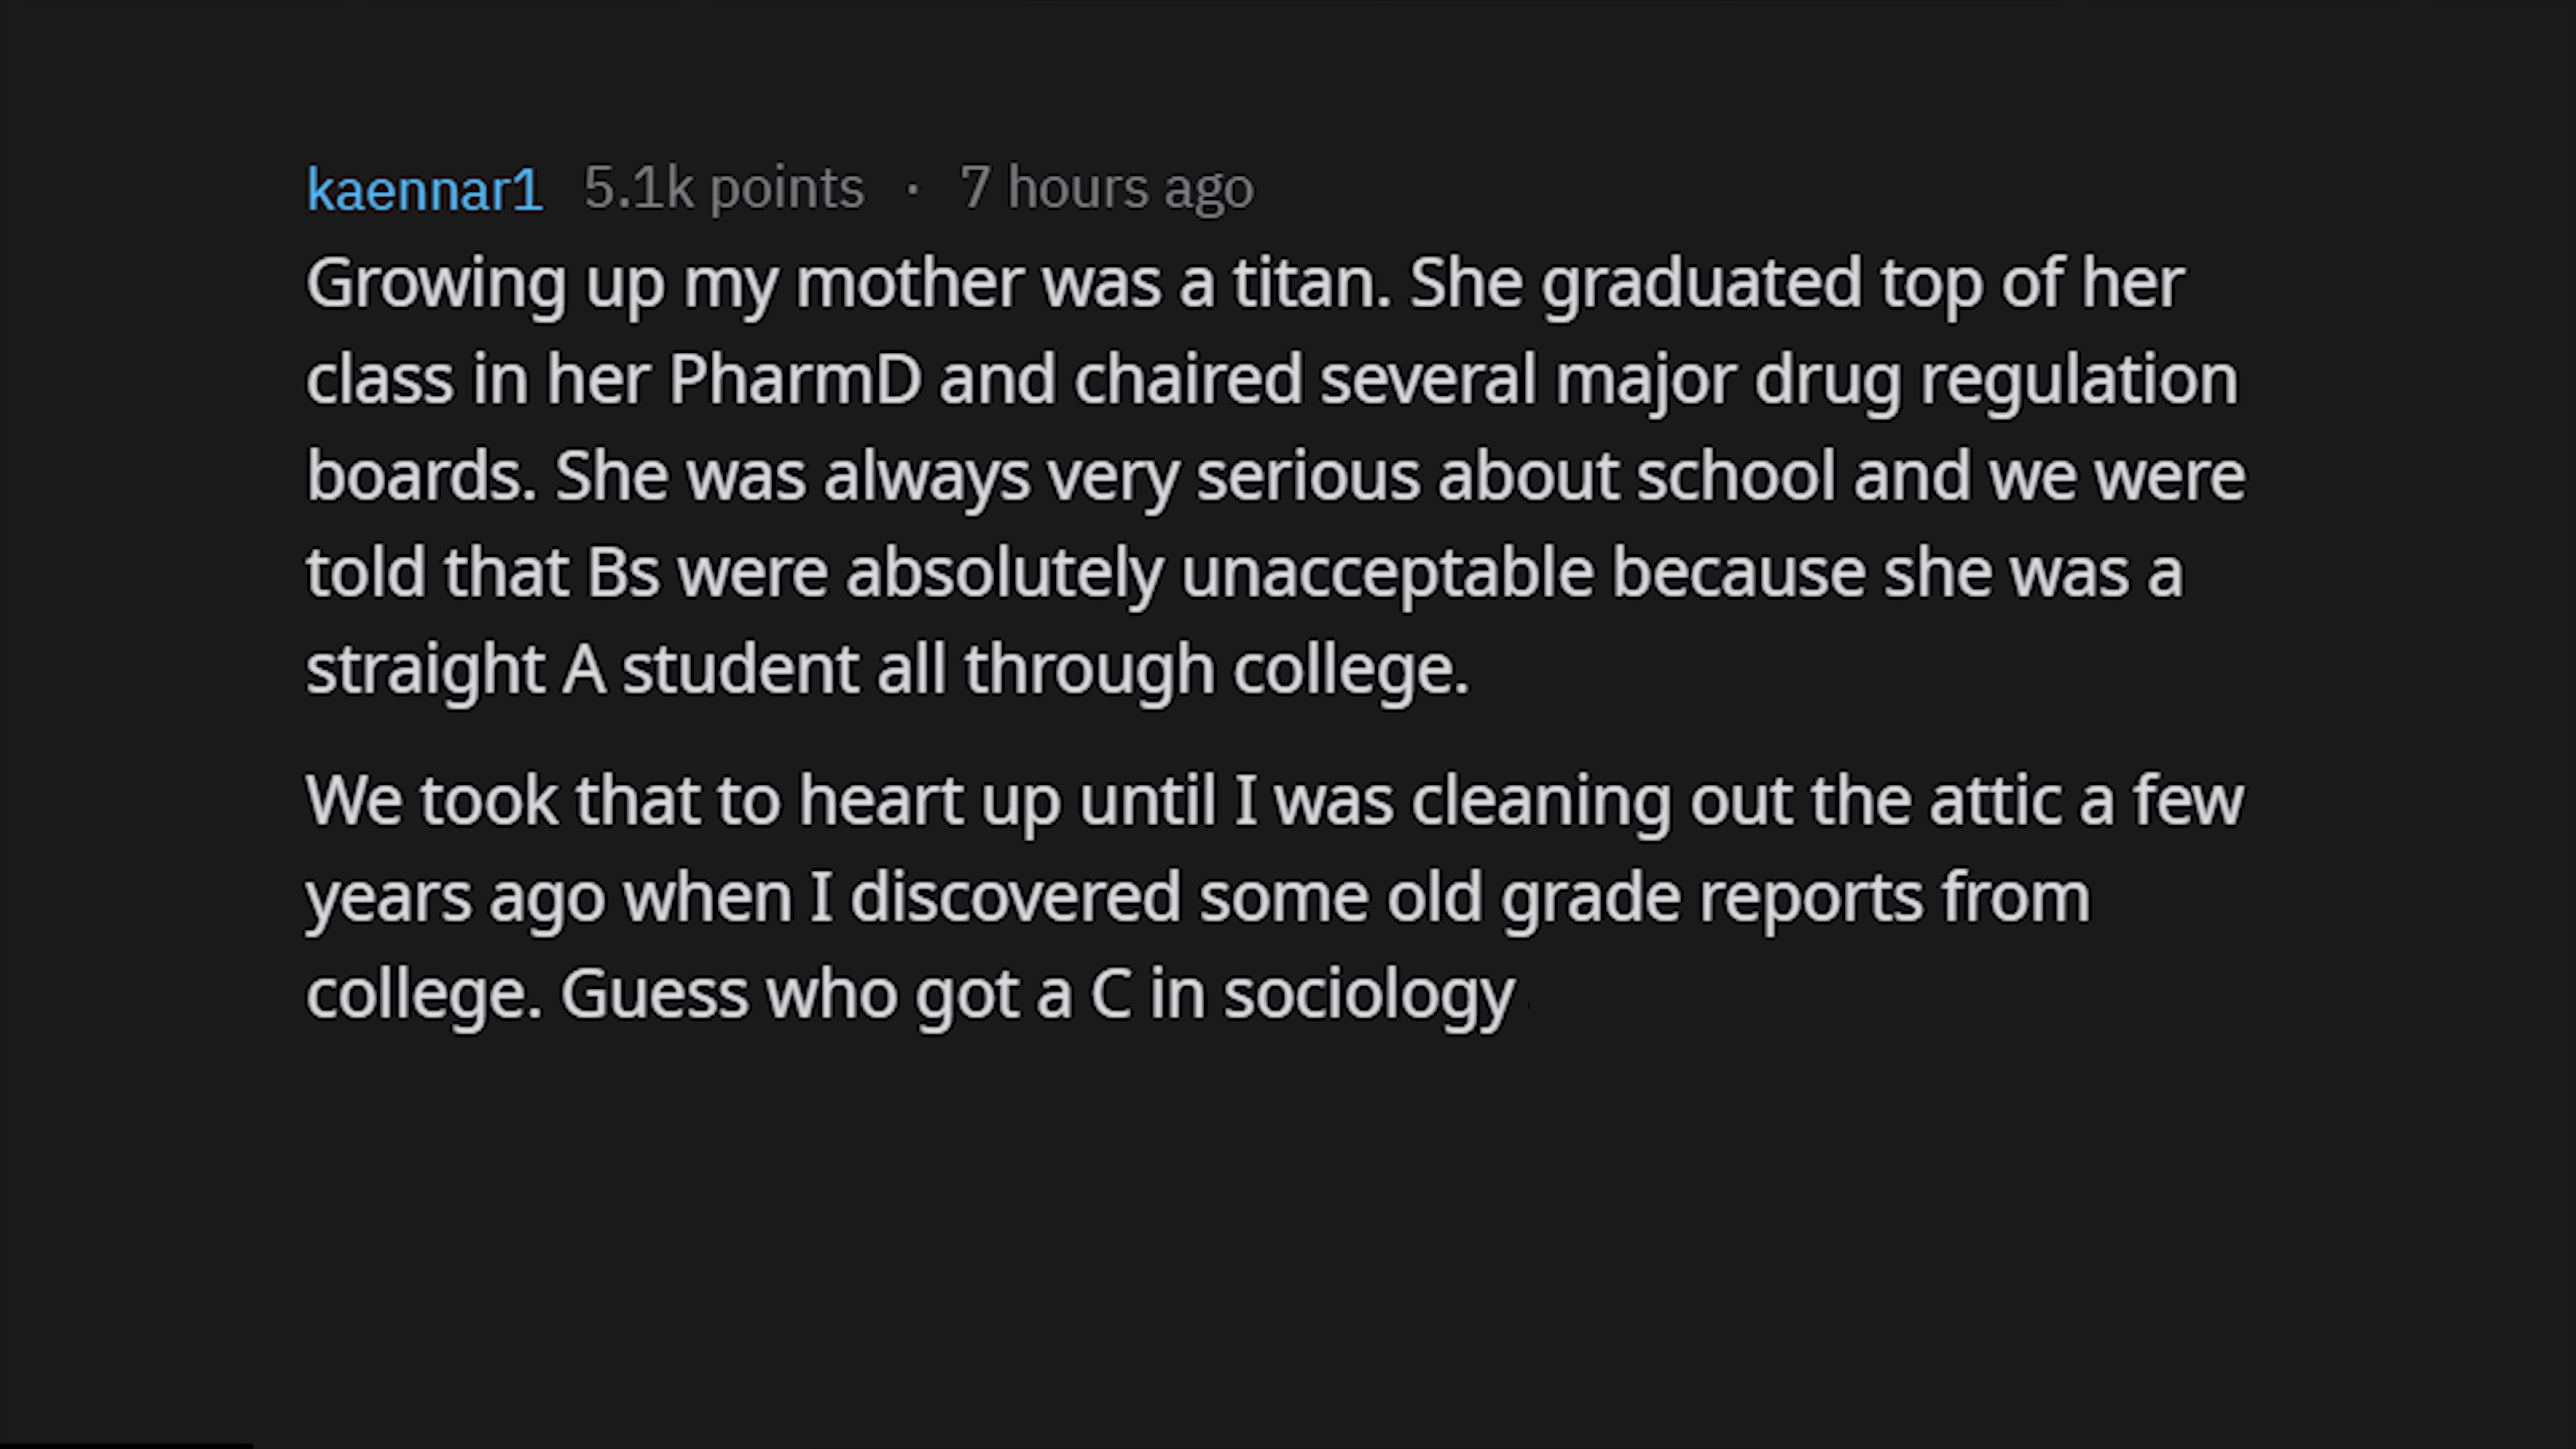 kaennar1 5.1k points · 7 hours ago
Growing up my mother was a titan. She graduated top of her
class in her PharmD and chaired several major drug regulation
boards. She was always very serious about school and we were
told that Bs were absolutely unacceptable because she was a
straight A student all through college.
We took that to heart up until I was cleaning out the attic a few
years ago when I discovered some old grade reports from
college. Guess who got a C in sociology